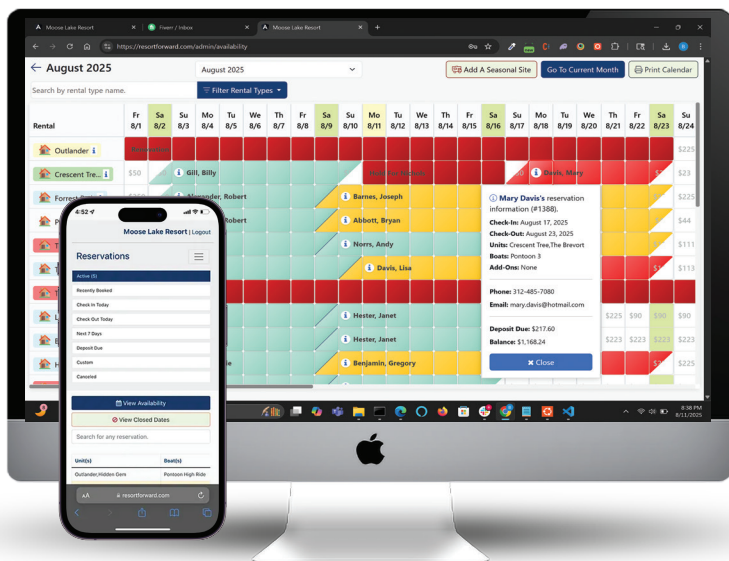 Moose Lake Resort
Fiverr / Inbox
Moose Lake Resort
https://resortforward.com/admin/availability
August 2025
August 2025
Add A Seasonal Site
Go To Current Month
Print Calendar
Search by rental type name.
Filter Rental Types
Rental
Fr Sa Su Mo Tu We Th Fr Sa Su Mo Tu We Th Fr Sa Su Mo Tu We Th Fr Sa Su
8/1 8/2 8/3 8/4 8/5 8/6 8/7 8/8 8/9 8/10 8/11 8/12 8/13 8/14 8/15 8/16 8/17 8/18 8/19 8/20 8/21 8/22 8/23 8/24
Outlander
$225
Crescent Tre...
$50
Gill, Billy
Davis, Mary
$23
Alexander, Robert
Barnes, Joseph
Robert
Abbott, Bryan
$44
Norrs, Andy
$111
Davis, Lisa
$113
Hester, Janet
$225 $90 $90 $90
Hester, Janet
$223 $223 $223 $223
Benjamin, Gregory
$225
Mary Davis's reservation
information (#1388).
Check-In: August 17, 2025
Check-Out: August 23, 2025
Units: Crescent Tree,The Brevort
Boats: Pontoon 3
Add-Ons: None
Phone: 312-485-7080
Email: mary.davis@hotmail.com
Deposit Due: $217.60
Balance: $1,168.24
Close
8:38 PM
8/11/2025
4:52
Moose Lake Resort | Logout
Reservations
Active (5)
Recently Booked
Check In Today
Check Out Today
Next 7 Days
Deposit Due
Custom
Canceled
View Availability
View Closed Dates
Search for any reservation.
Unit(s) Boat(s)
Outlander,Hidden Gem Pontoon High Ride
AA resortforward.com